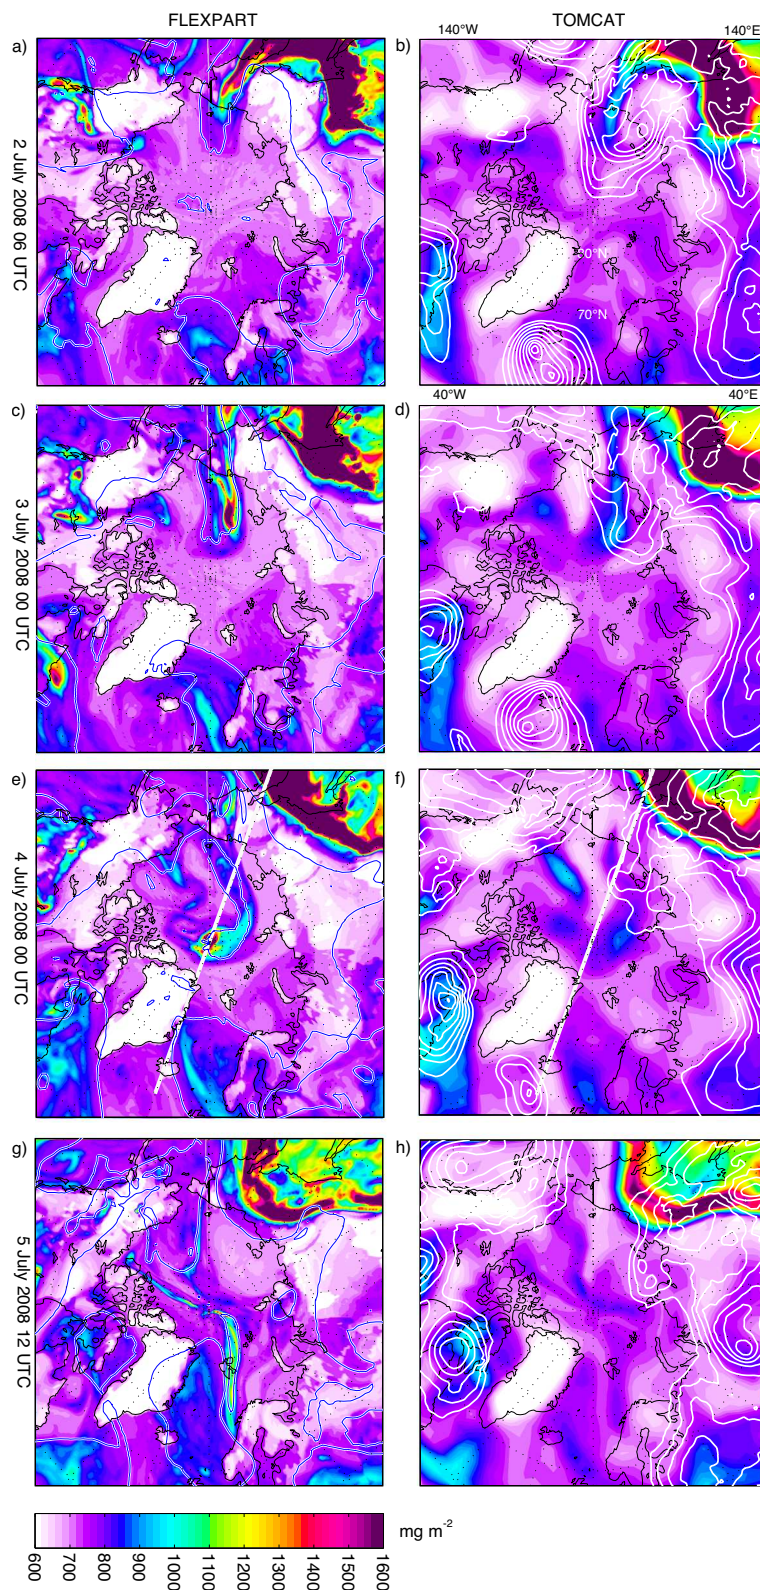 FLEXPART TOMCAT
a) b) 140°W 140°E
2 July 2008 06 UTC
70°N
40°W 40°E
c) d)
3 July 2008 00 UTC
e) f)
4 July 2008 00 UTC
g) h)
5 July 2008 12 UTC
mg m⁻²
600 700 800 900 1000 1100 1200 1300 1400 1500 1600